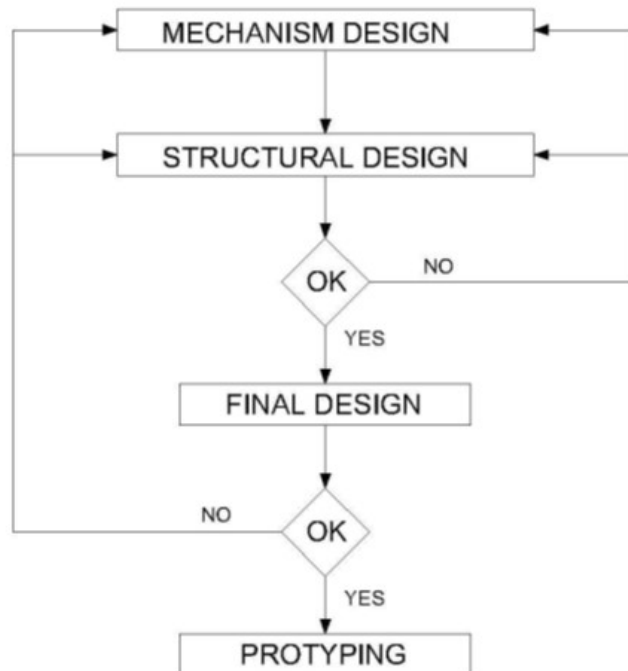 MECHANISM DESIGN
STRUCTURAL DESIGN
OK
NO
YES
FINAL DESIGN
NO
OK
YES
PROTYPING